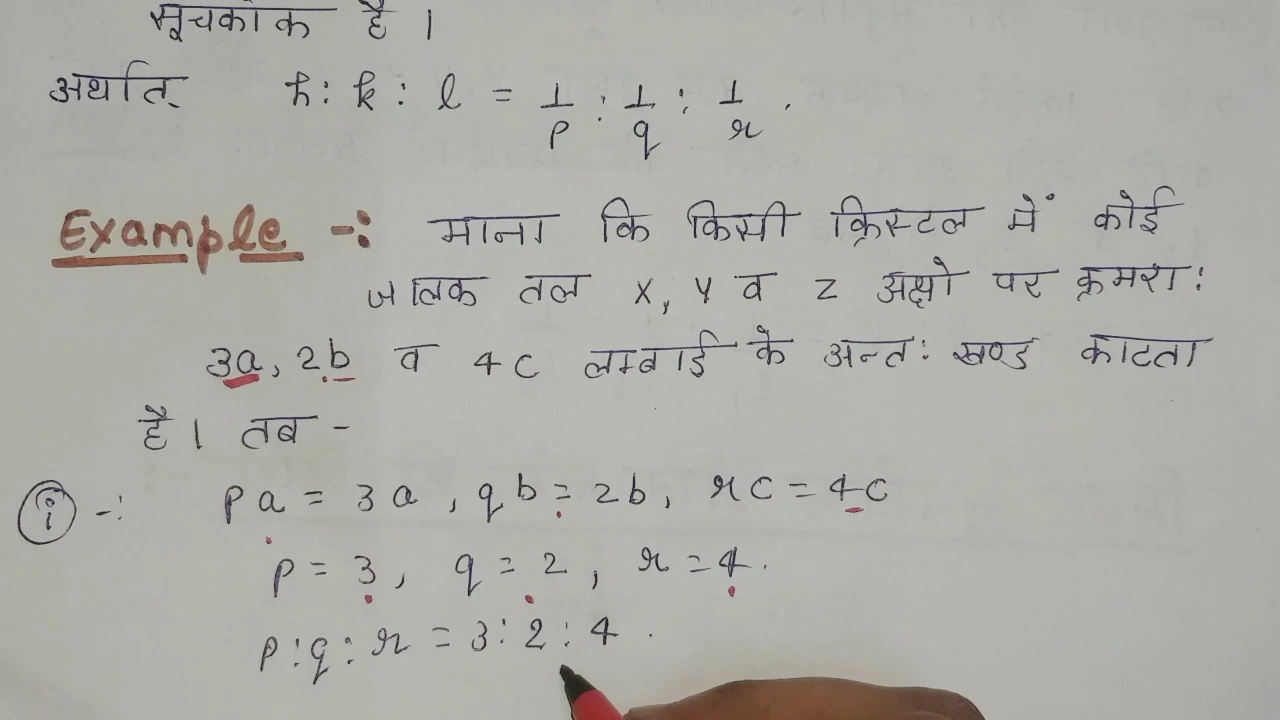 सूचकांक है ।
अर्थात् h : k : l = 1/p : 1/q : 1/r .
Example -: माना कि किसी क्रिस्टल में कोई
जालक तल x, y व z अक्षो पर क्रमशः
3a, 2b व 4c लम्बाई के अन्तः खण्ड काटता
है । तब -
(i) -: pa = 3a , qb = 2b, rc = 4c
p = 3 , q = 2 , r = 4 .
p : q : r = 3 : 2 : 4 .